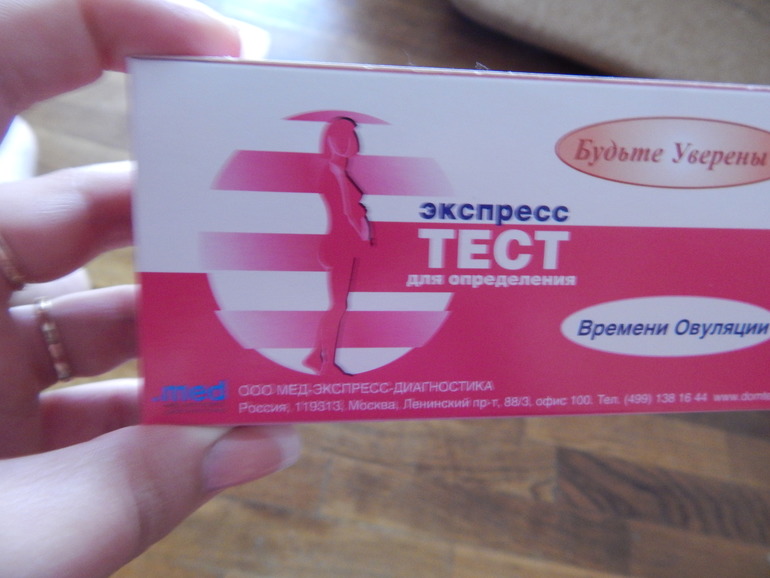 Будьте Уверены
экспресс
ТЕСТ
для определения
Времени Овуляции
med
ООО МЕД-ЭКСПРЕСС-ДИАГНОСТИКА
Россия, 119313, Москва, Ленинский пр-т, 88/3, офис 100. Тел. (499) 138 16 44